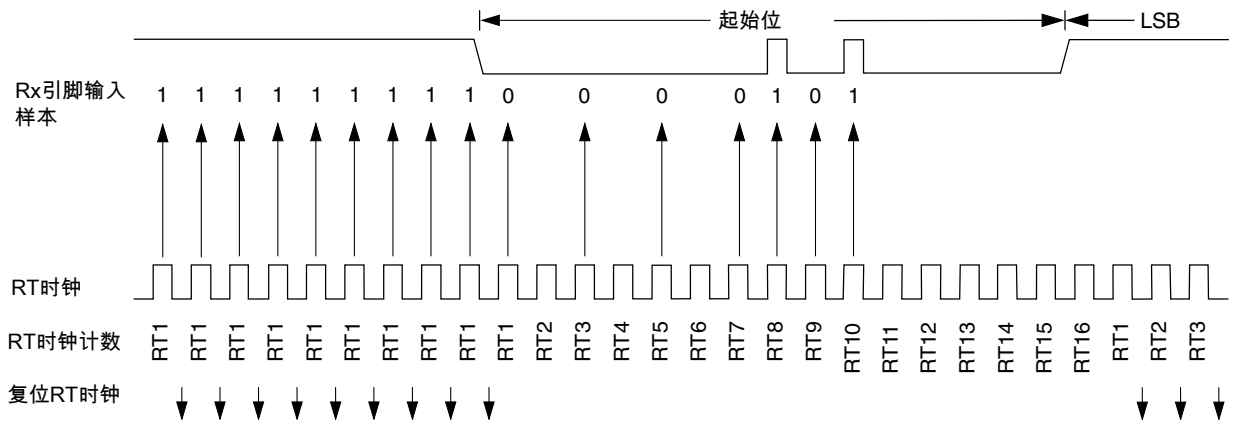 起始位 LSB
Rx引脚输入 1 1 1 1 1 1 1 1 1 0 0 0 0 1 0 1
样本
RT时钟
RT时钟计数 RT1 RT1 RT1 RT1 RT1 RT1 RT1 RT1 RT1 RT1 RT2 RT3 RT4 RT5 RT6 RT7 RT8 RT9 RT10 RT11 RT12 RT13 RT14 RT15 RT16 RT1 RT2 RT3
复位RT时钟